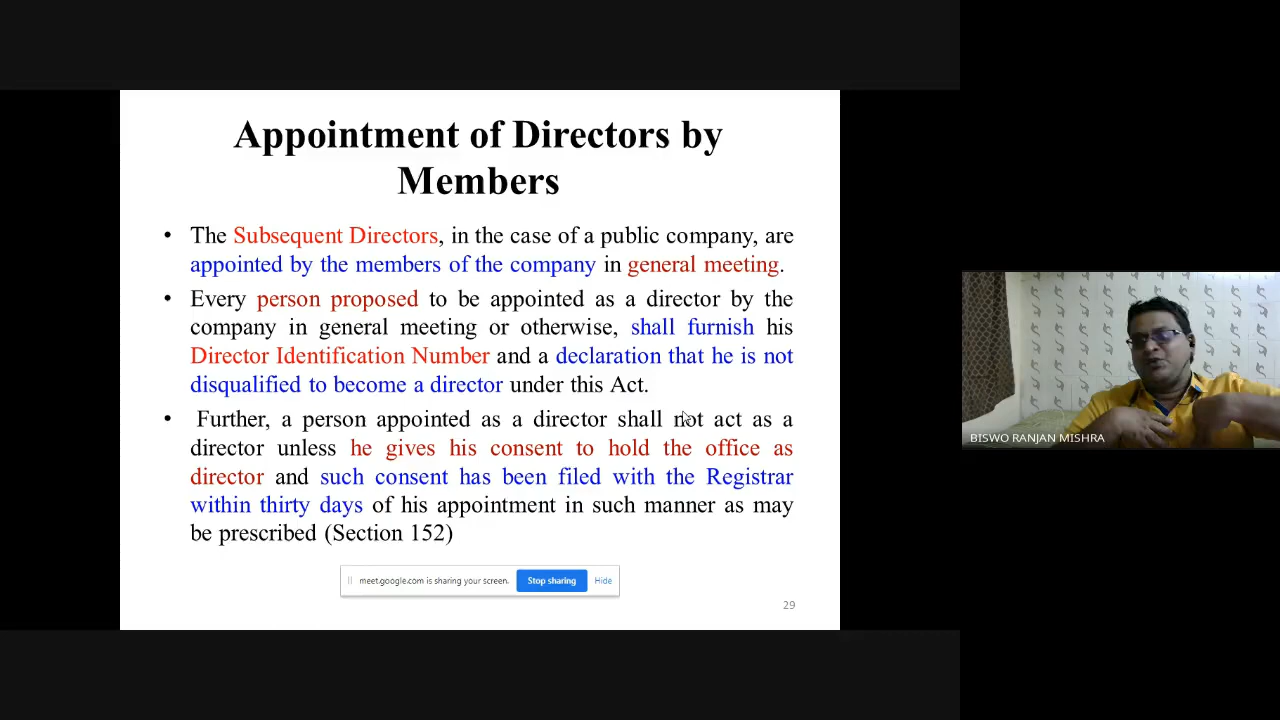 Appointment of Directors by
Members
• The Subsequent Directors, in the case of a public company, are
appointed by the members of the company in general meeting.
• Every person proposed to be appointed as a director by the
company in general meeting or otherwise, shall furnish his
Director Identification Number and a declaration that he is not
disqualified to become a director under this Act.
• Further, a person appointed as a director shall not act as a
director unless he gives his consent to hold the office as
director and such consent has been filed with the Registrar
within thirty days of his appointment in such manner as may
be prescribed (Section 152)
meet.google.com is sharing your screen. Stop sharing Hide
29
BISWO RANJAN MISHRA